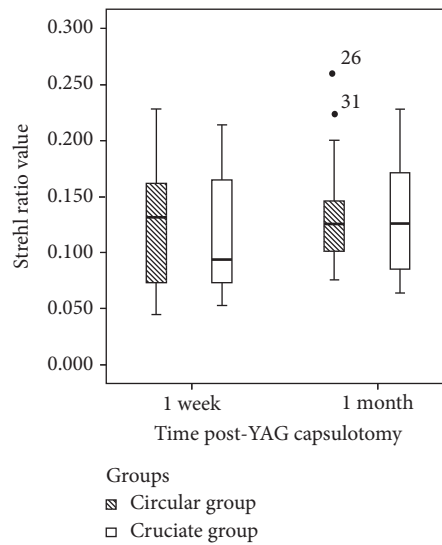 0.300
0.250
0.200
0.150
0.100
0.050
0.000
Strehl ratio value
26
31
1 week
1 month
Time post-YAG capsulotomy
Groups
Circular group
Cruciate group